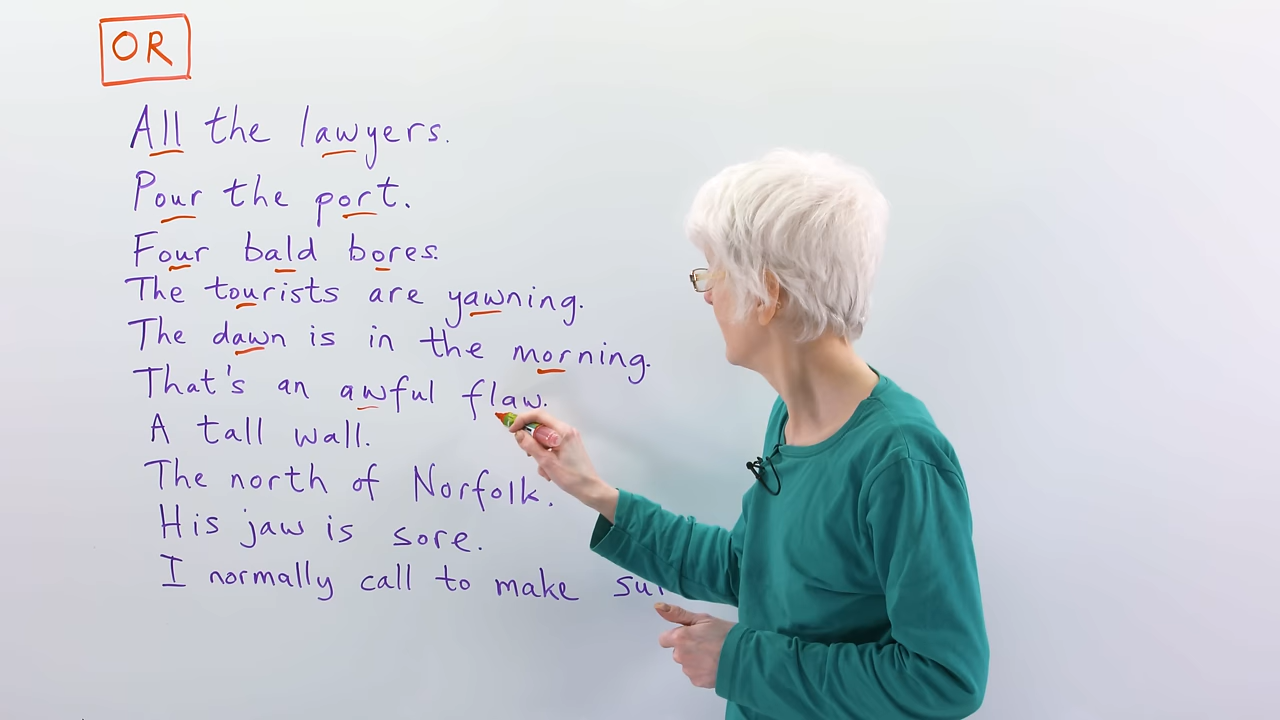 OR
All the lawyers.
Pour the port.
Four bald bores.
The tourists are yawning.
The dawn is in the morning.
That's an awful flaw.
A tall wall.
The north of Norfolk.
His jaw is sore.
I normally call to make